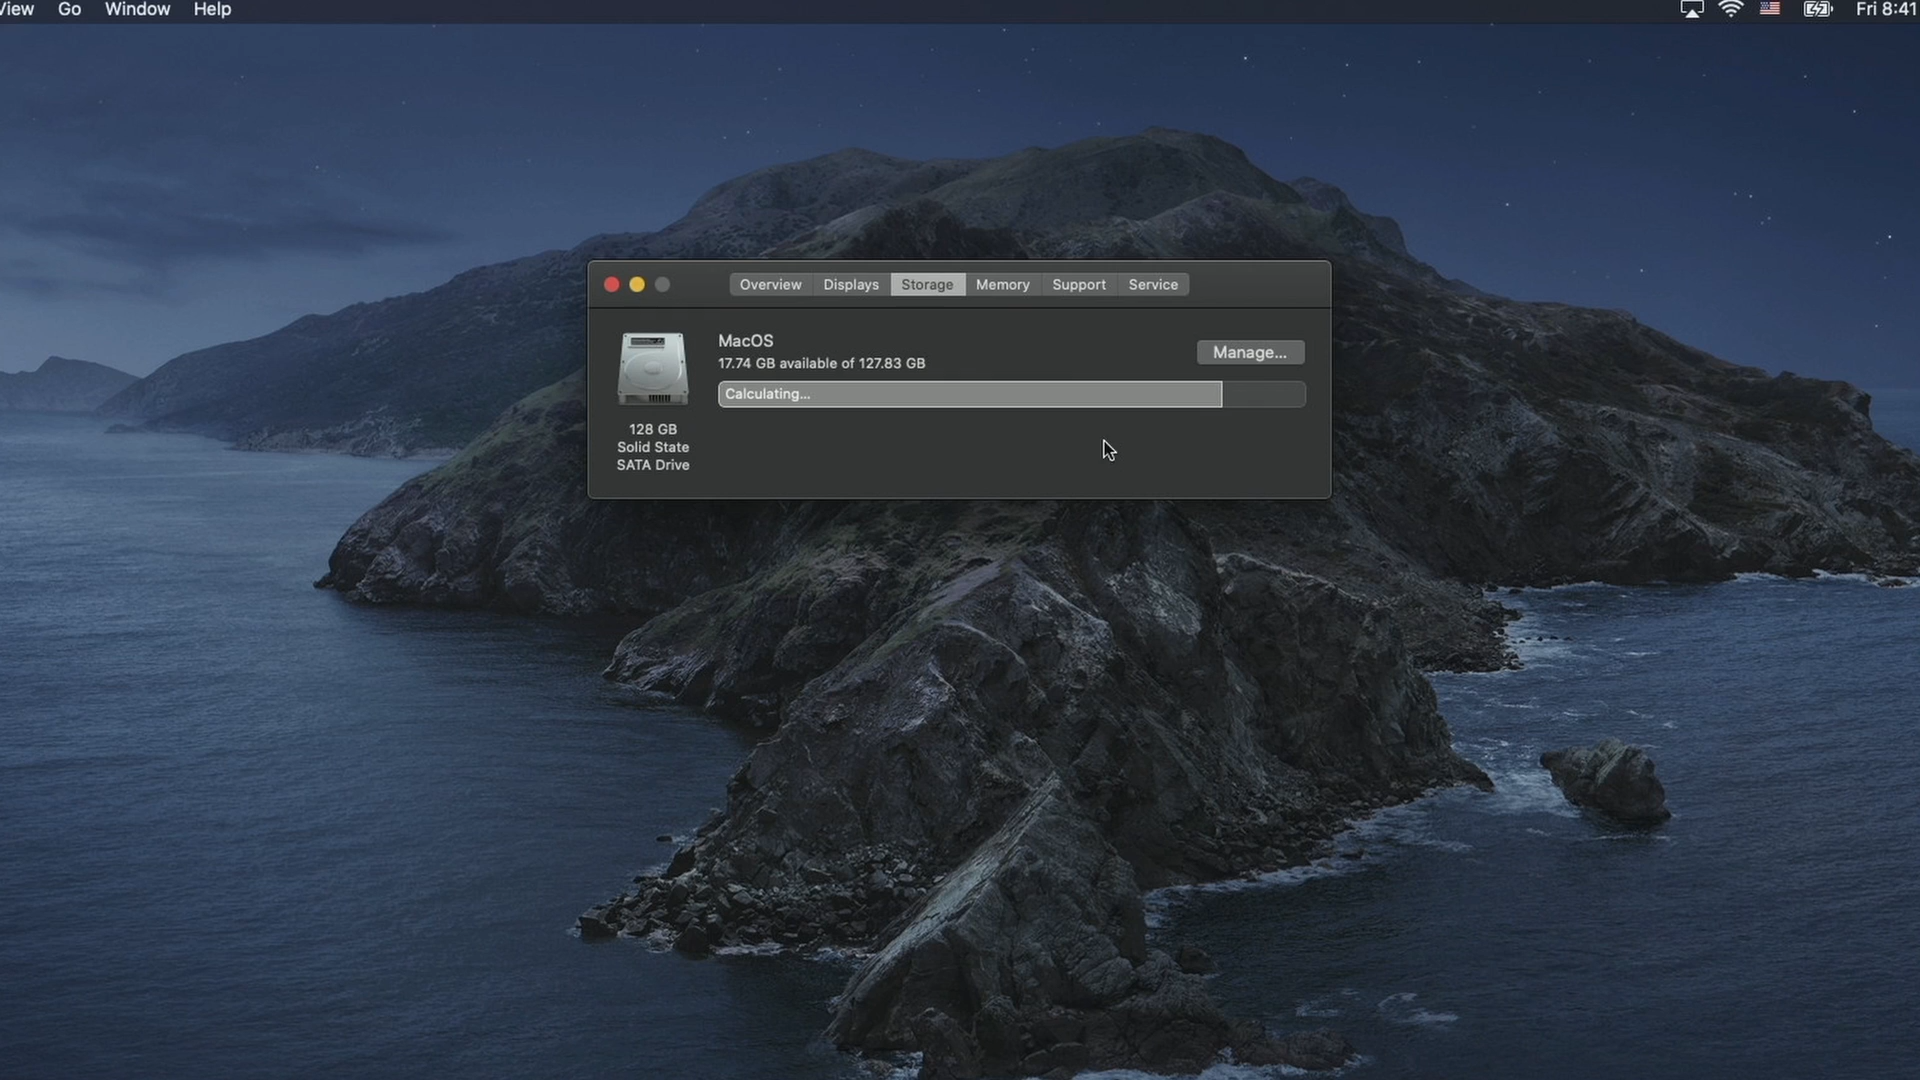 View Go Window Help Fri 8:41
Overview Displays Storage Memory Support Service
MacOS
17.74 GB available of 127.83 GB
Manage...
Calculating...
128 GB
Solid State
SATA Drive